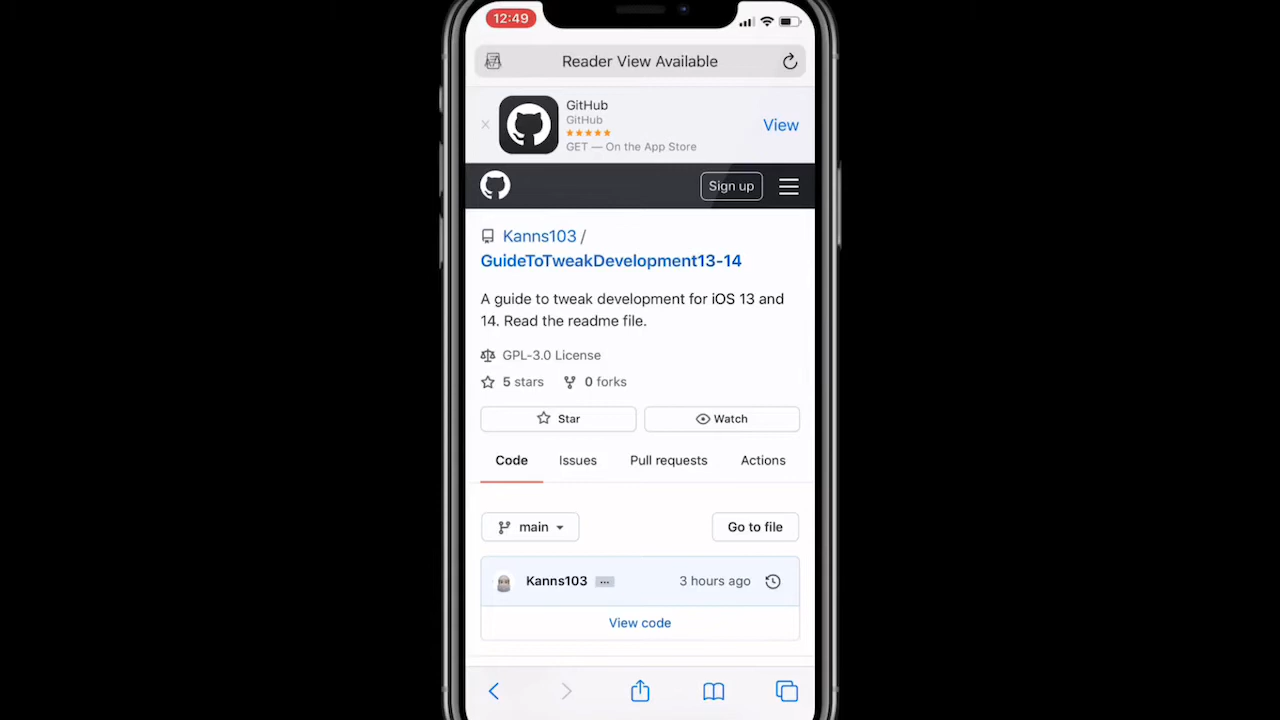 12:49
Reader View Available
GitHub
GitHub
GET — On the App Store
View
Sign up
Kanns103 /
GuideToTweakDevelopment13-14
A guide to tweak development for iOS 13 and
14. Read the readme file.
GPL-3.0 License
5 stars 0 forks
Star Watch
Code Issues Pull requests Actions
main Go to file
Kanns103 ... 3 hours ago
View code